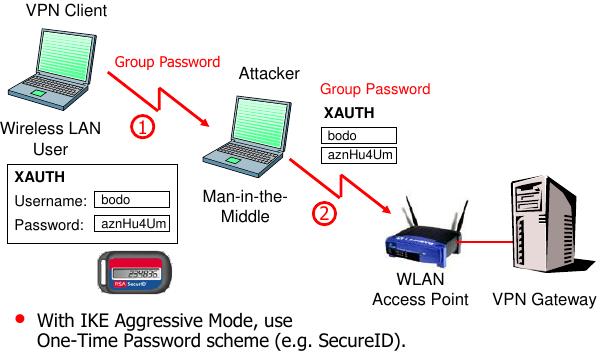 VPN Client
Group Password
Attacker
Group Password
XAUTH
bodo
aznHu4Um
1
Wireless LAN
User
XAUTH
Username: bodo
Password: aznHu4Um
Man-in-the-
Middle
2
WLAN
Access Point
VPN Gateway
RSA SecurID
• With IKE Aggressive Mode, use
One-Time Password scheme (e.g. SecureID).